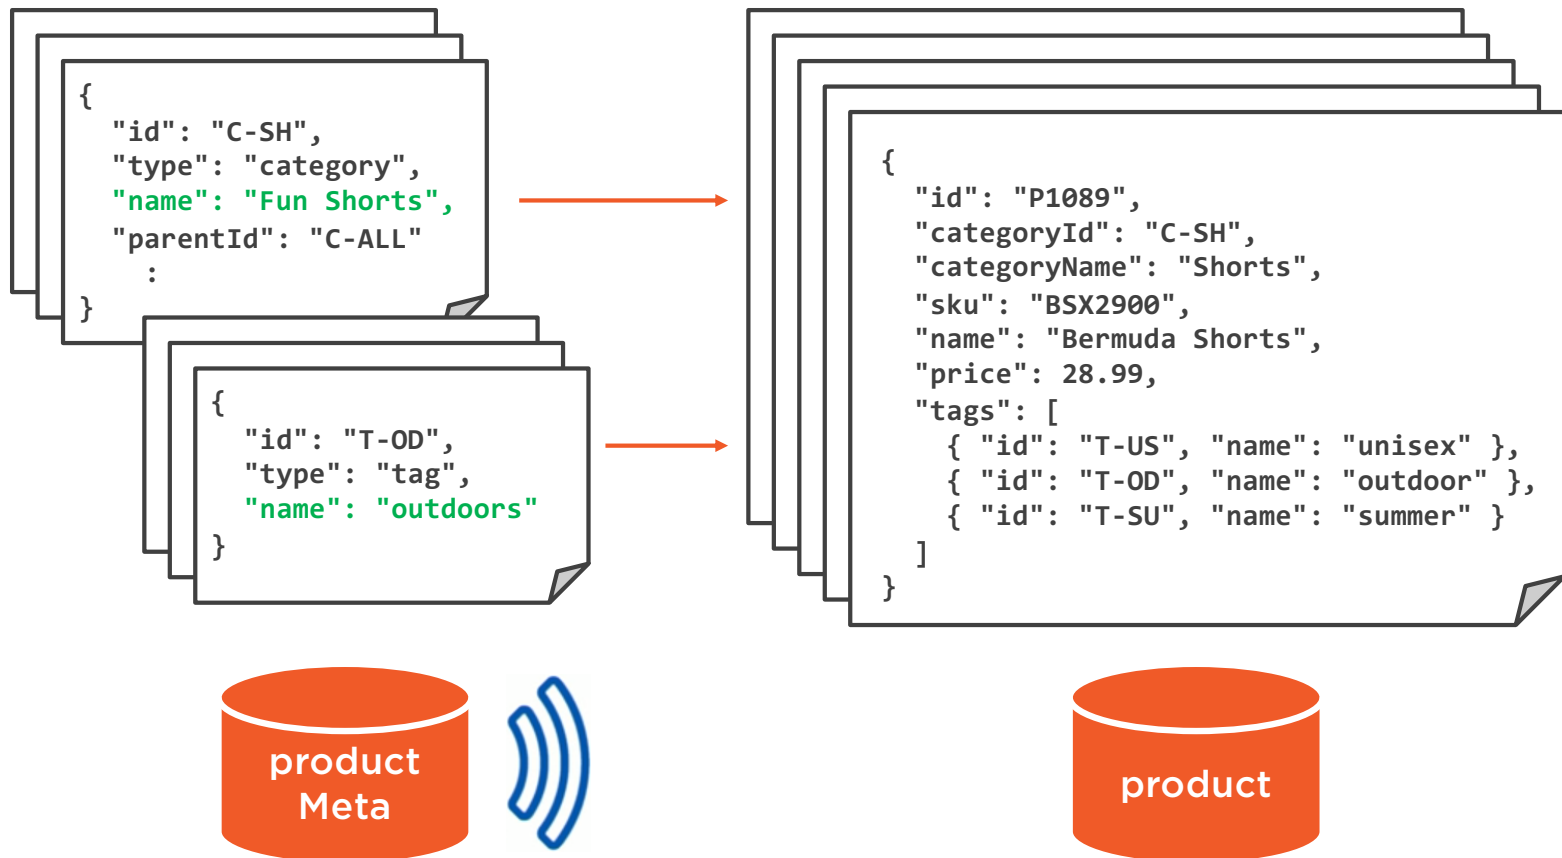 {
"id": "C-SH",
"type": "category",
"name": "Fun Shorts",
"parentId": "C-ALL"
:
}
{
"id": "T-OD",
"type": "tag",
"name": "outdoors"
}
{
"id": "P1089",
"categoryId": "C-SH",
"categoryName": "Shorts",
"sku": "BSX2900",
"name": "Bermuda Shorts",
"price": 28.99,
"tags": [
{ "id": "T-US", "name": "unisex" },
{ "id": "T-OD", "name": "outdoor" },
{ "id": "T-SU", "name": "summer" }
]
}
product
Meta
product